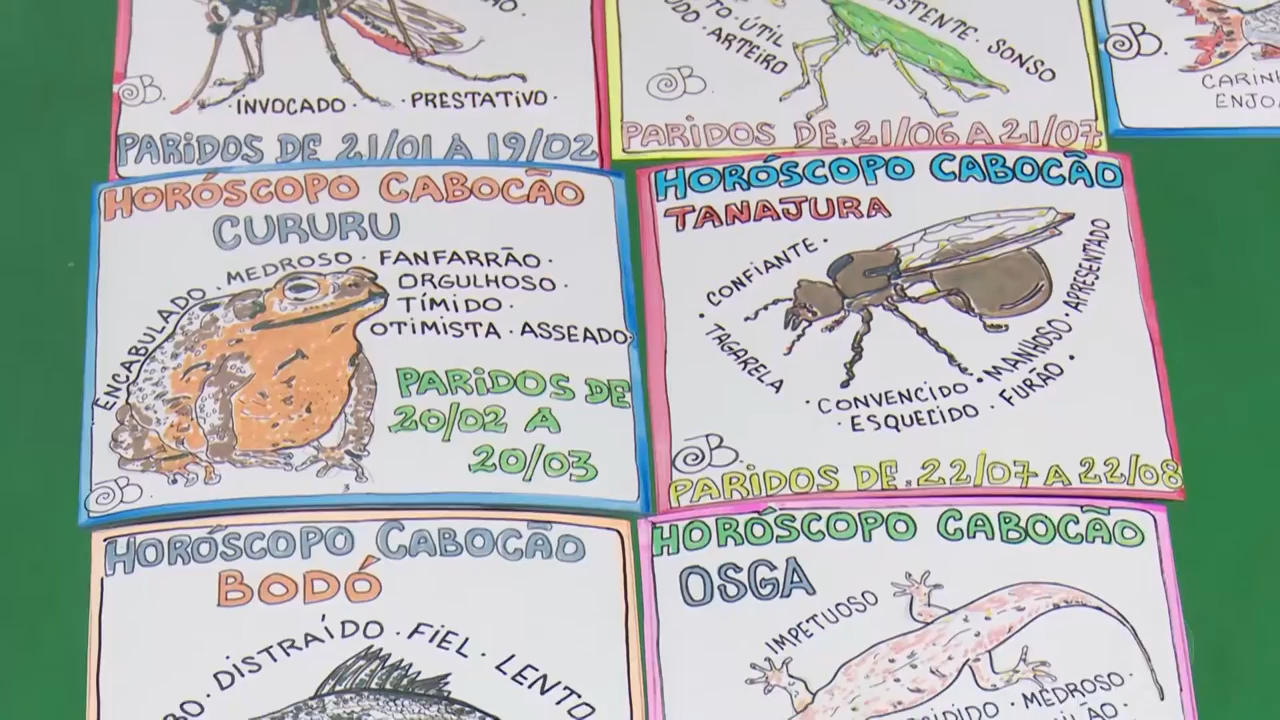 INVOCADO · PRESTATIVO ·
PARIDOS DE 21/01 A 19/02
ÚTIL
ARTEIRO
SONSO
PARIDOS DE 21/06 A 21/07
HORÓSCOPO CABOCÃO
CURURU
ENCABULADO · MEDROSO · FANFARRÃO ·
ORGULHOSO ·
TÍMIDO ·
OTIMISTA · ASSEADO
PARIDOS DE
20/02 A
20/03
HORÓSCOPO CABOCÃO
TANAJURA
CONFIANTE ·
· TAGARELA
· CONVENCIDO · MANHOSO · APRESENTADO
· ESQUECIDO · FURÃO ·
PARIDOS DE 22/07 A 22/08
HORÓSCOPO CABOCÃO
BODÓ
DISTRAÍDO · FIEL · LENTO
HORÓSCOPO CABOCÃO
OSGA
IMPETUOSO
MEDROSO ·